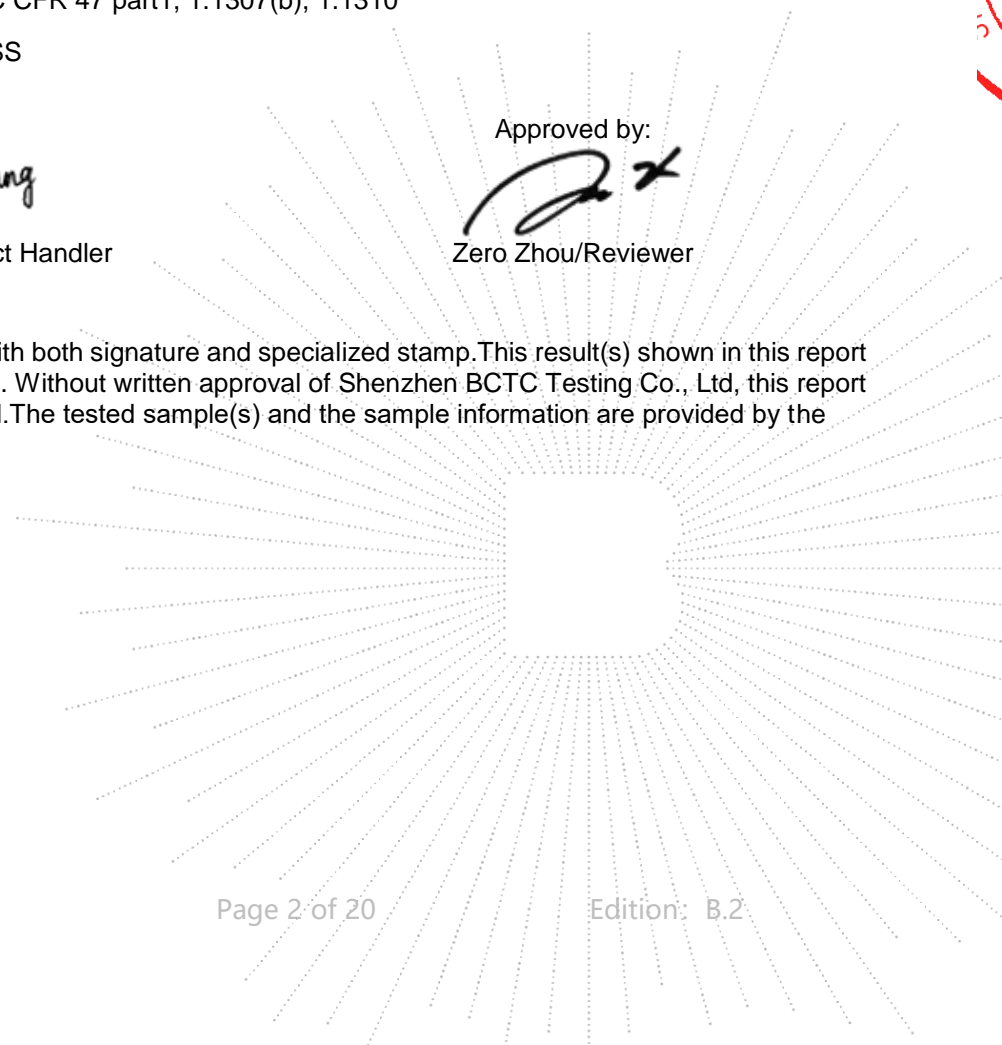 CFR 47 part1, 1.1307(b), 1.1310
SS
Approved by:
ng
ct Handler
Zero Zhou/Reviewer
ith both signature and specialized stamp.This result(s) shown in this report
. Without written approval of Shenzhen BCTC Testing Co., Ltd, this report
.The tested sample(s) and the sample information are provided by the
Page 2 of 20 Edition: B.2